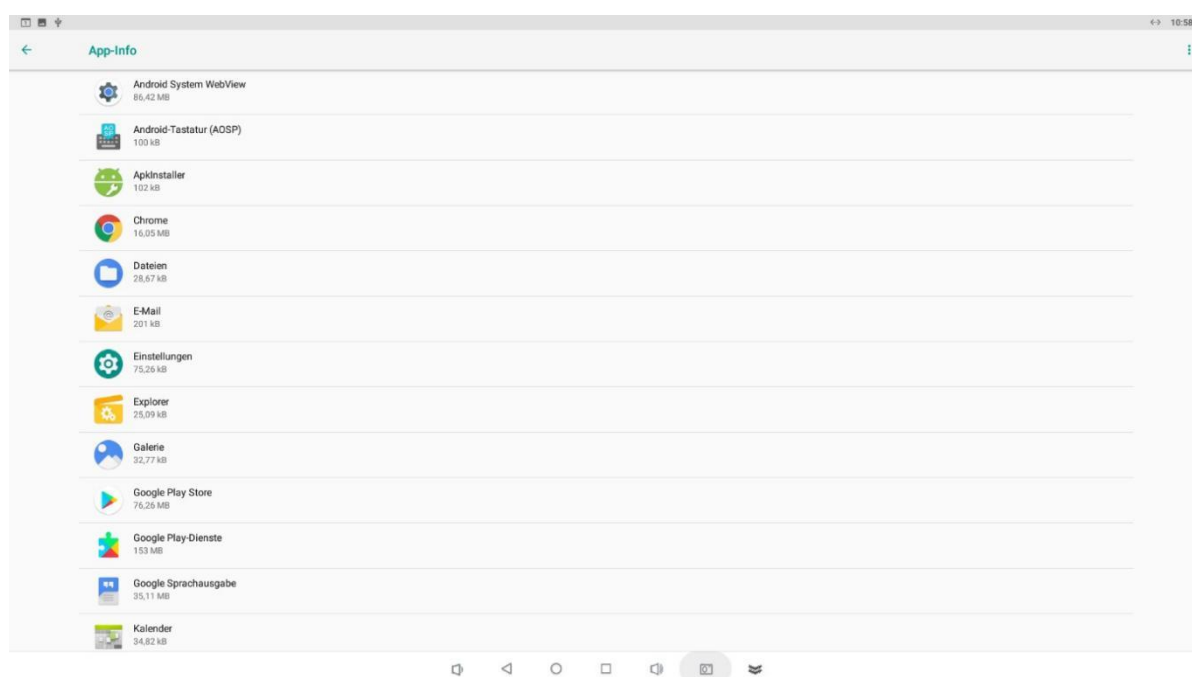 10:58
App-Info
Android System WebView
86,42 MB
Android-Tastatur (AOSP)
100 kB
ApkInstaller
102 kB
Chrome
16,05 MB
Dateien
28,67 kB
E-Mail
201 kB
Einstellungen
75,26 kB
Explorer
25,09 kB
Galerie
32,77 kB
Google Play Store
76,26 MB
Google Play-Dienste
153 MB
Google Sprachausgabe
35,11 MB
Kalender
34,82 kB